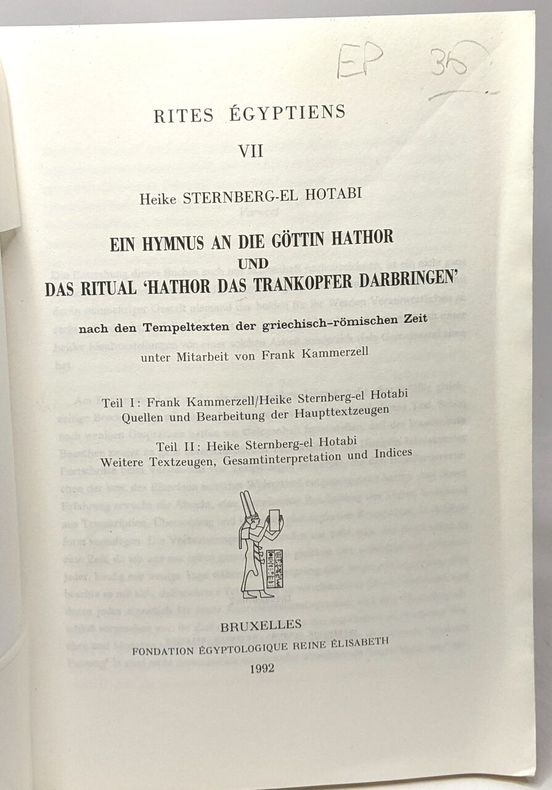 EP 35
RITES ÉGYPTIENS
VII
Heike STERNBERG-EL HOTABI
EIN HYMNUS AN DIE GÖTTIN HATHOR
UND
DAS RITUAL ‘HATHOR DAS TRANKOPFER DARBRINGEN’
nach den Tempeltexten der griechisch-römischen Zeit
unter Mitarbeit von Frank Kammerzell
Teil I: Frank Kammerzell/Heike Sternberg-el Hotabi
Quellen und Bearbeitung der Haupttextzeugen
Teil II: Heike Sternberg-el Hotabi
Weitere Textzeugen, Gesamtinterpretation und Indices
BRUXELLES
FONDATION ÉGYPTOLOGIQUE REINE ÉLISABETH
1992